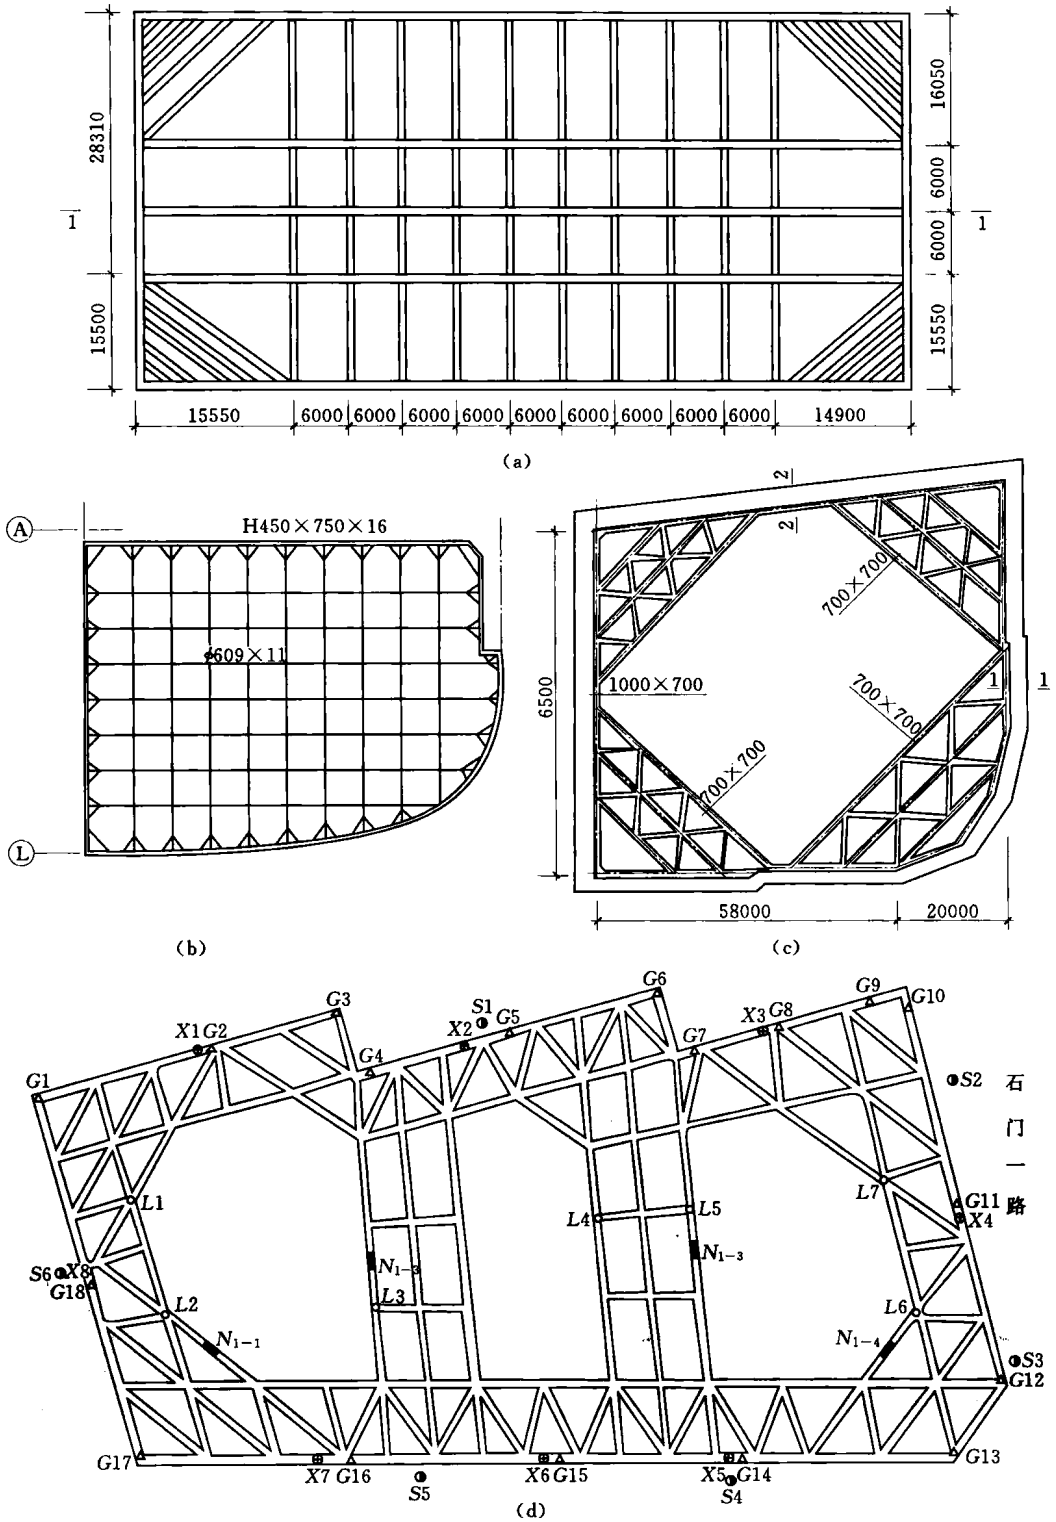 28310
15500
16050
6000
6000
15550
1
1
15550 6000 6000 6000 6000 6000 6000 6000 6000 6000 14900
(a)
A
H450×750×16
ϕ609×11
L
(b)
2
2
700×700
1000×700
700×700
700×700
1
1
6500
58000
20000
(c)
G1
X1 G2
G3
G4
X2
S1
G5
G6
G7
X3
G8
G9
G10
S2
石
门
一
路
L1
L7
G11
X4
L4
L5
N1-3
N1-3
S6
X8
G18
L2
L3
L6
N1-1
N1-4
S3
G12
G17
X7 G16
S5
X6 G15
X5 G14
S4
G13
(d)